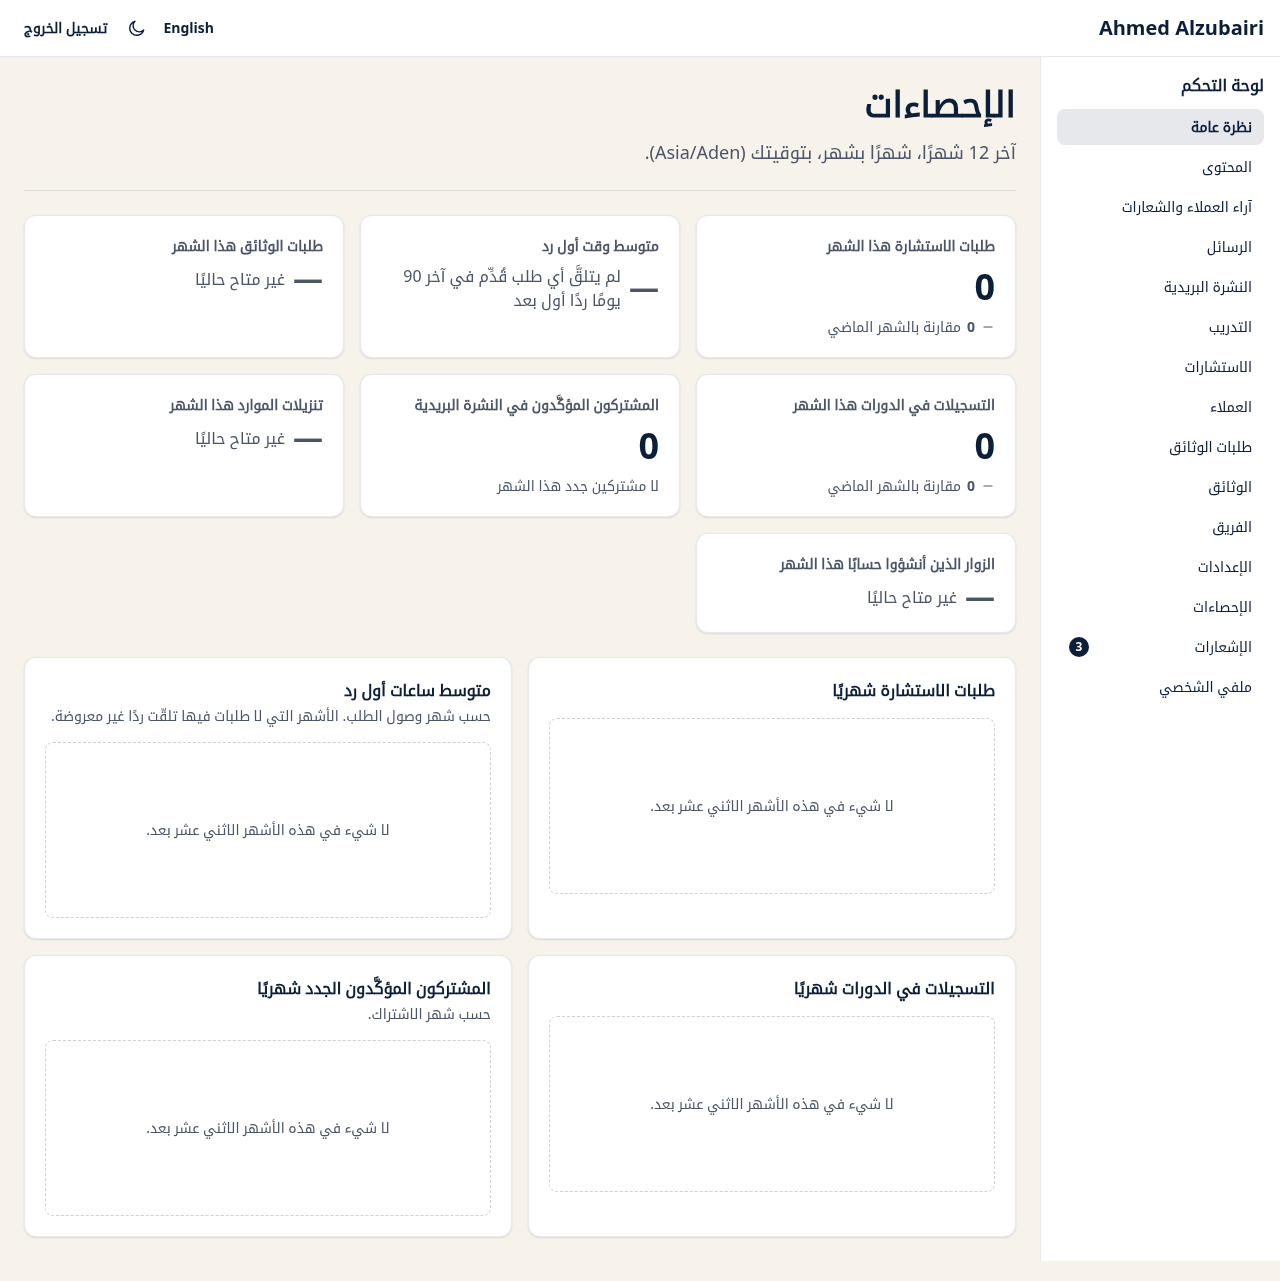 Ahmed Alzubairi
English
تسجيل الخروج
لوحة التحكم
نظرة عامة
المحتوى
آراء العملاء والشعارات
الرسائل
النشرة البريدية
التدريب
الاستشارات
العملاء
طلبات الوثائق
الوثائق
الفريق
الإعدادات
الإحصاءات
الإشعارات
3
ملفي الشخصي
الإحصاءات
آخر 12 شهرًا، شهرًا بشهر، بتوقيتك (Asia/Aden).
طلبات الاستشارة هذا الشهر
0
— 0 مقارنة بالشهر الماضي
متوسط وقت أول رد
— لم يتلقَّ أي طلب قُدِّم في آخر 90
يومًا ردًا أول بعد
طلبات الوثائق هذا الشهر
— غير متاح حاليًا
التسجيلات في الدورات هذا الشهر
0
— 0 مقارنة بالشهر الماضي
المشتركون المؤكَّدون في النشرة البريدية
0
لا مشتركين جدد هذا الشهر
تنزيلات الموارد هذا الشهر
— غير متاح حاليًا
الزوار الذين أنشؤوا حسابًا هذا الشهر
— غير متاح حاليًا
طلبات الاستشارة شهريًا
لا شيء في هذه الأشهر الاثني عشر بعد.
متوسط ساعات أول رد
حسب شهر وصول الطلب. الأشهر التي لا طلبات فيها تلقّت ردًا غير معروضة.
لا شيء في هذه الأشهر الاثني عشر بعد.
التسجيلات في الدورات شهريًا
لا شيء في هذه الأشهر الاثني عشر بعد.
المشتركون المؤكَّدون الجدد شهريًا
حسب شهر الاشتراك.
لا شيء في هذه الأشهر الاثني عشر بعد.